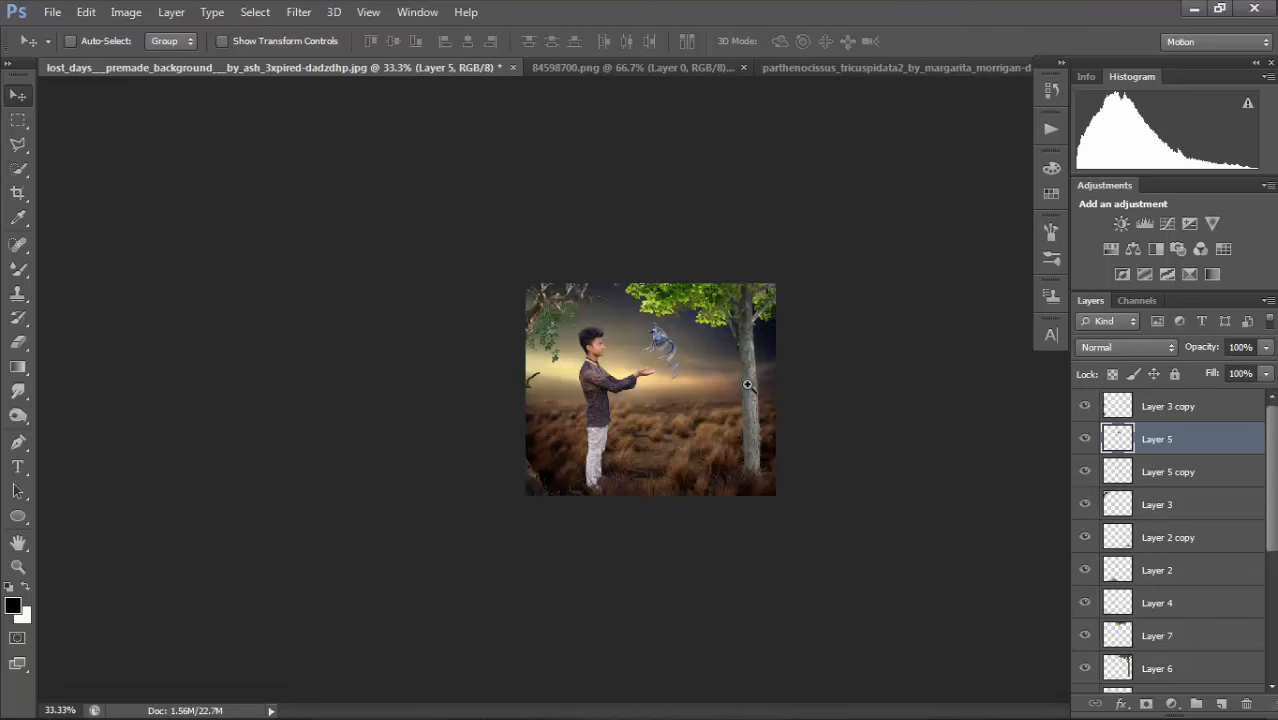 Ps File Edit Image Layer Type Select Filter 3D View Window Help
Auto-Select: Group Show Transform Controls 3D Mode: Motion
lost_days___premade_background___by_ash_3xpired-dadzdhp.jpg @ 33.3% (Layer 5, RGB/8) * × 84598700.png @ 66.7% (Layer 0, RGB/8)... × parthenocissus_tricuspidata2_by_margarita_morrigan-d
Info Histogram
Adjustments
Add an adjustment
Layers Channels
Kind
Normal Opacity: 100%
Lock: Fill: 100%
Layer 3 copy
Layer 5
Layer 5 copy
Layer 3
Layer 2 copy
Layer 2
Layer 4
Layer 7
Layer 6
33.33% Doc: 1.56M/22.7M